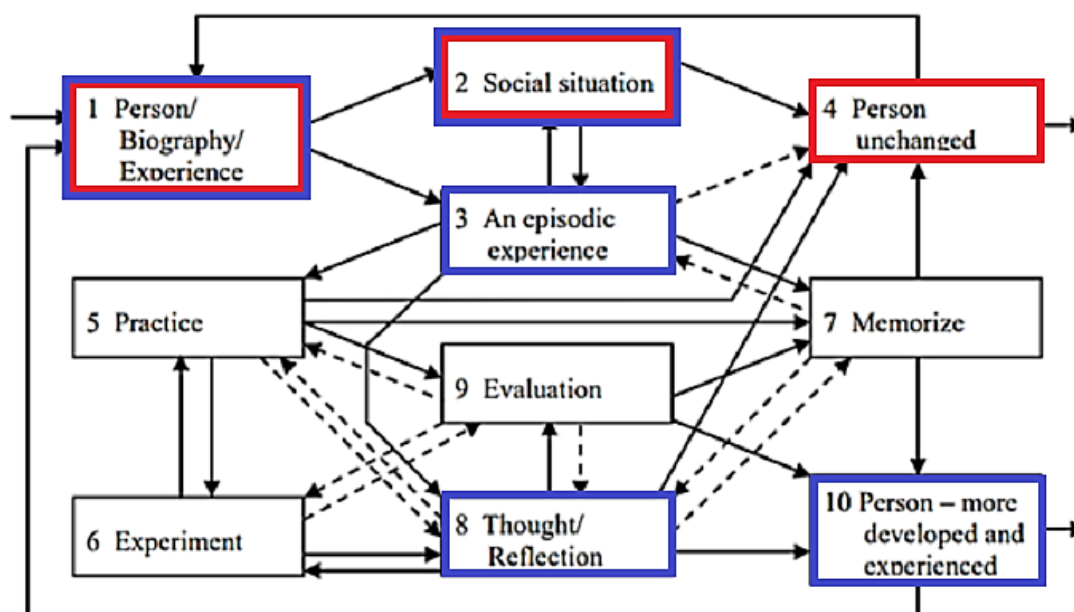 1 Person/
Biography/
Experience
2 Social situation
4 Person
unchanged
3 An episodic
experience
5 Practice
7 Memorize
9 Evaluation
6 Experiment
8 Thought/
Reflection
10 Person – more
developed and
experienced